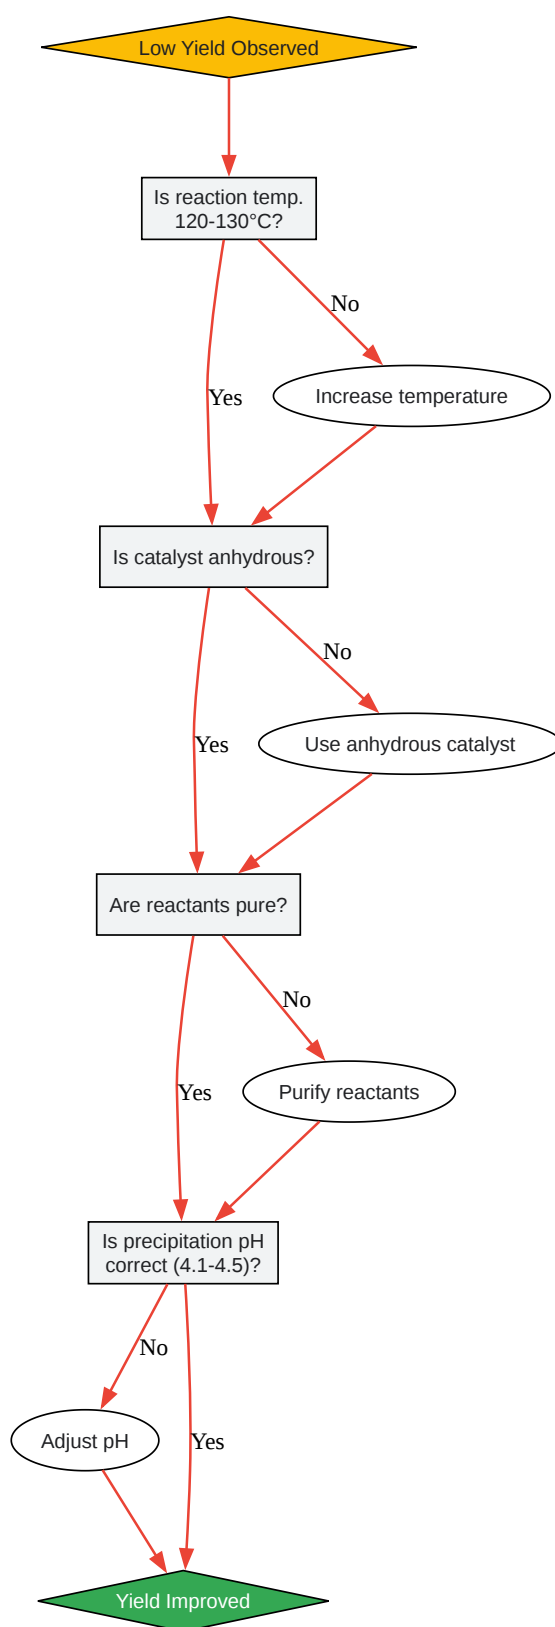 Low Yield Observed
Is reaction temp.
120-130°C?
No
Yes
Increase temperature
Is catalyst anhydrous?
No
Yes
Use anhydrous catalyst
Are reactants pure?
No
Yes
Purify reactants
Is precipitation pH
correct (4.1-4.5)?
No
Adjust pH
Yes
Yield Improved